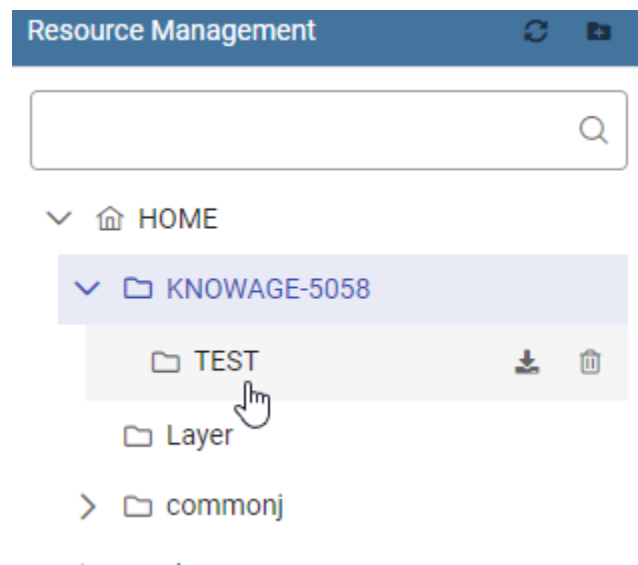 Resource Management
HOME
KNOWAGE-5058
TEST
Layer
commonj